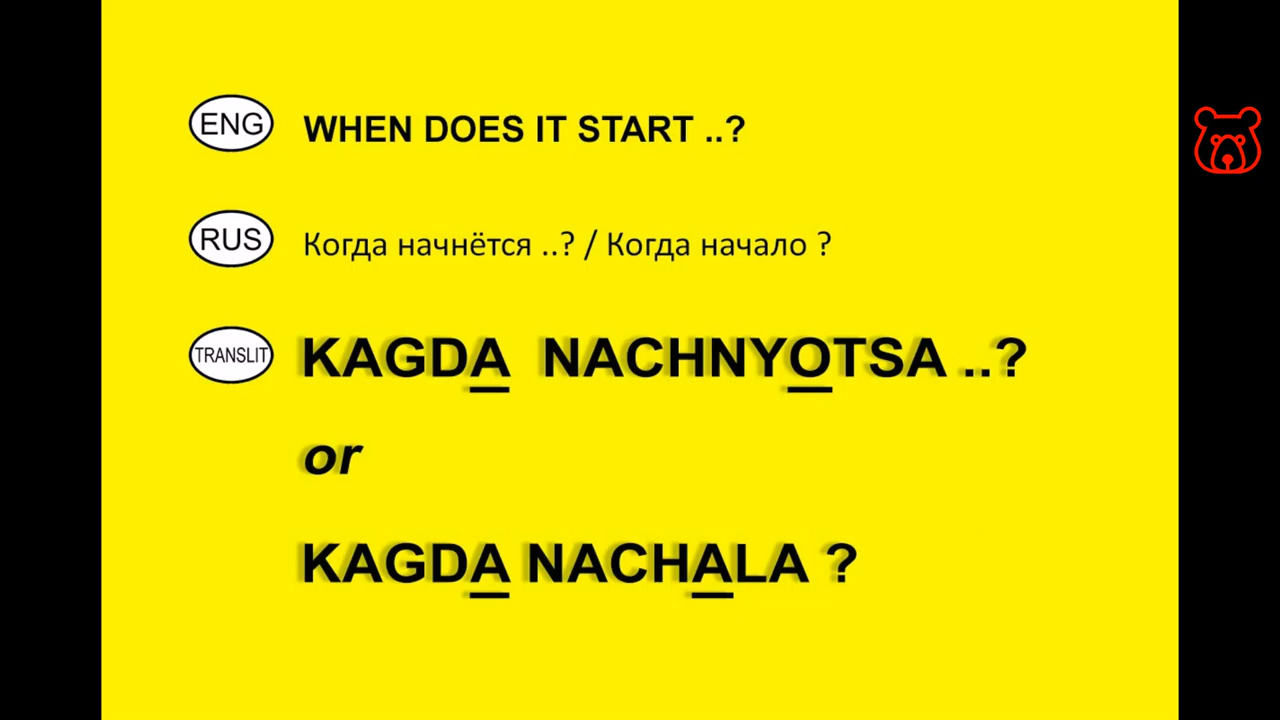 ENG WHEN DOES IT START ..?
RUS Когда начнётся ..? / Когда начало ?
TRANSLIT KAGDA NACHNYOTSA ..?
or
KAGDA NACHALA ?